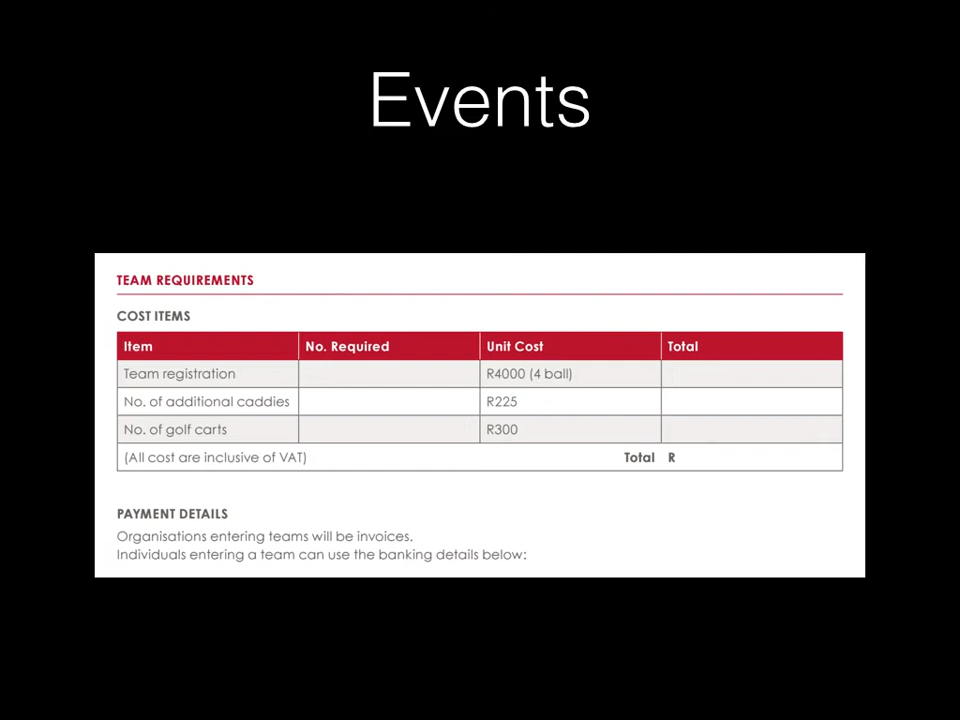 Events
TEAM REQUIREMENTS
COST ITEMS
Item No. Required Unit Cost Total
Team registration R4000 (4 ball)
No. of additional caddies R225
No. of golf carts R300
(All cost are inclusive of VAT) Total R
PAYMENT DETAILS
Organisations entering teams will be invoices.
Individuals entering a team can use the banking details below: